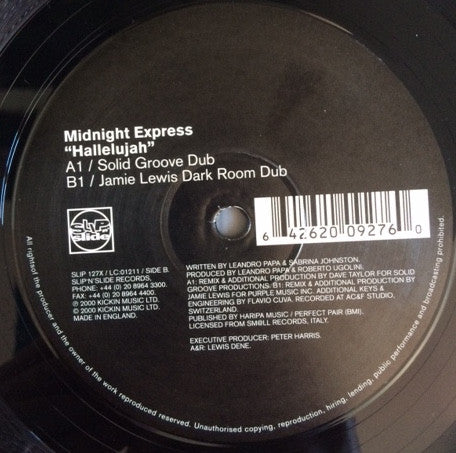 Midnight Express
"Hallelujah"
A1 / Solid Groove Dub
B1 / Jamie Lewis Dark Room Dub
6 42620 09276 0
SLIP
Slide
SLIP 127X / LC:01211 / SIDE B.
SLIP'N'SLIDE RECORDS,
PHONE: +44 (0) 20 8964 3300.
FAX: +44 (0) 20 8964 4400.
℗ 2000 KICKIN MUSIC LTD.
© 2000 KICKIN MUSIC LTD.
MADE IN ENGLAND.
WRITTEN BY LEANDRO PAPA & SABRINA JOHNSTON.
PRODUCED BY LEANDRO PAPA & ROBERTO UGOLINI.
A1: REMIX & ADDITIONAL PRODUCTION BY DAVE TAYLOR FOR SOLID
GROOVE PRODUCTIONS. B1: REMIX & ADDITIONAL PRODUCTION BY
JAMIE LEWIS FOR PURPLE MUSIC INC. ADDITIONAL KEYS &
ENGINEERING BY FLAVIO CUVA. RECORDED AT AC&F STUDIO,
SWITZERLAND.
PUBLISHED BY HARIPA MUSIC / PERFECT PAIR (BMI),
LICENSED FROM SM@LL RECORDS, ITALY.
EXECUTIVE PRODUCER: PETER HARRIS.
A&R: LEWIS DENE.
All rights of the producer and the owner of the work reproduced reserved. Unauthorised copying, reproduction, hiring, lending, public performance and broadcasting prohibited.